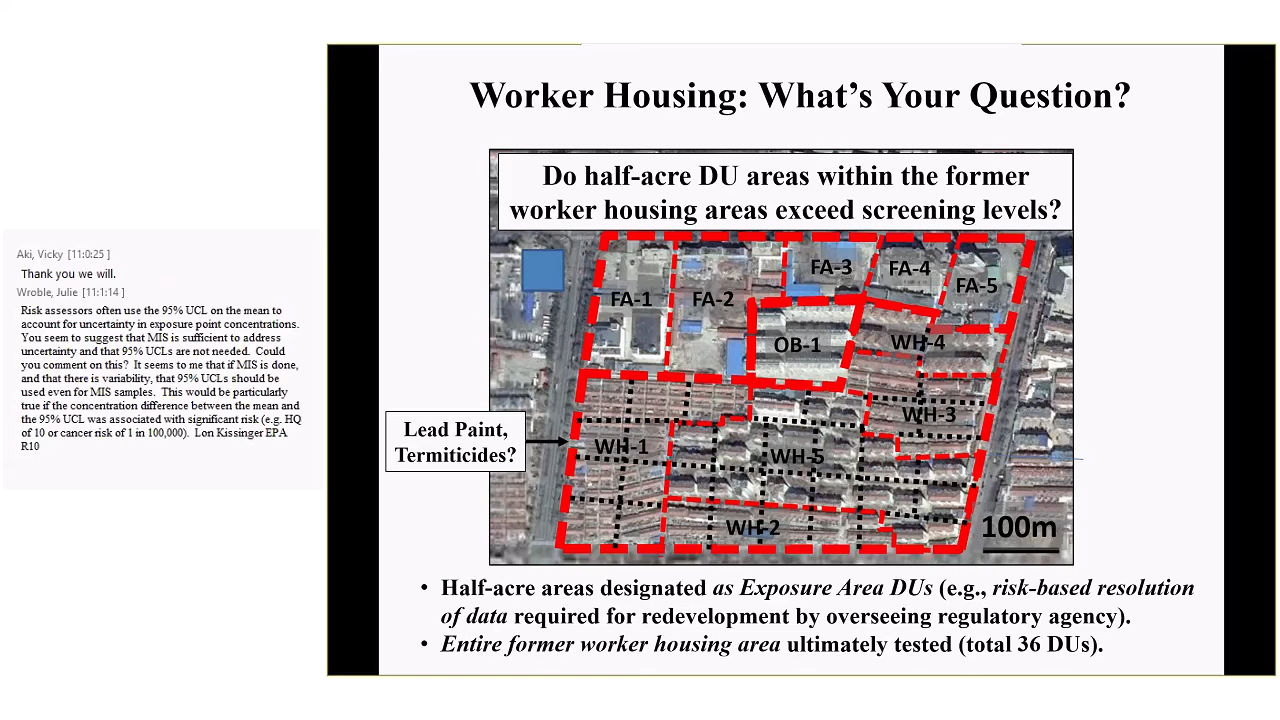 Aki, Vicky [11:0:25 ]
Thank you we will.
Wroble, Julie [11:1:14 ]
Risk assessors often use the 95% UCL on the mean to
account for uncertainty in exposure point concentrations.
You seem to suggest that MIS is sufficient to address
uncertainty and that 95% UCLs are not needed.  Could
you comment on this?  It seems to me that if MIS is done,
and that there is variability, that 95% UCLs should be
used even for MIS samples.  This would be particularly
true if the concentration difference between the mean and
the 95% UCL was associated with significant risk (e.g. HQ
of 10 or cancer risk of 1 in 100,000).  Lon Kissinger EPA
R10
Worker Housing: What's Your Question?
Do half-acre DU areas within the former
worker housing areas exceed screening levels?
FA-1
FA-2
FA-3
FA-4
FA-5
OB-1
WH-4
WH-3
Lead Paint,
Termiticides?
WH-1
WH-5
WH-2
100m
• Half-acre areas designated as Exposure Area DUs (e.g., risk-based resolution
of data required for redevelopment by overseeing regulatory agency).
• Entire former worker housing area ultimately tested (total 36 DUs).